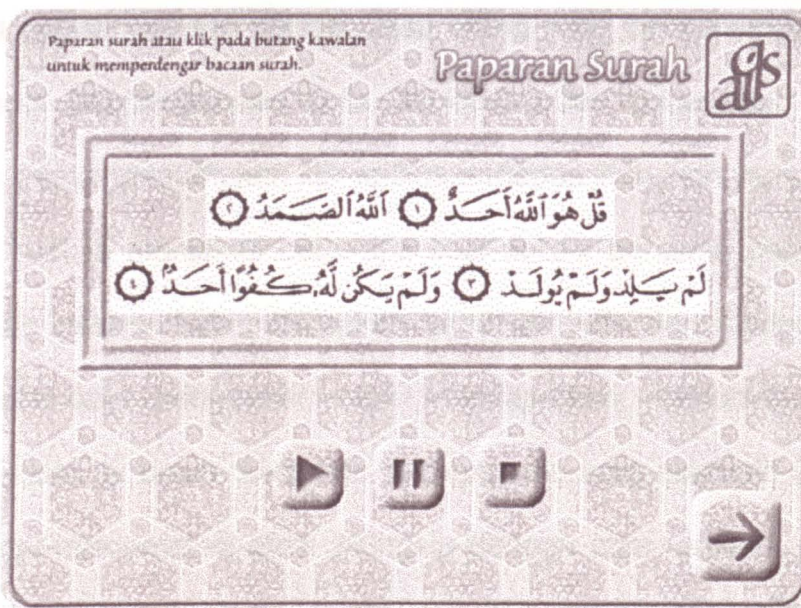 Paparan surah atau klik pada butang kawalan
untuk memperdengar bacaan surah.
Paparan Surah
قُلْ هُوَ ٱللَّهُ أَحَدٌ ١ ٱللَّهُ ٱلصَّمَدُ ٢
لَمْ يَلِدْ وَلَمْ يُولَدْ ٣ وَلَمْ يَكُن لَّهُۥ كُفُوًا أَحَدٌۢ ٤